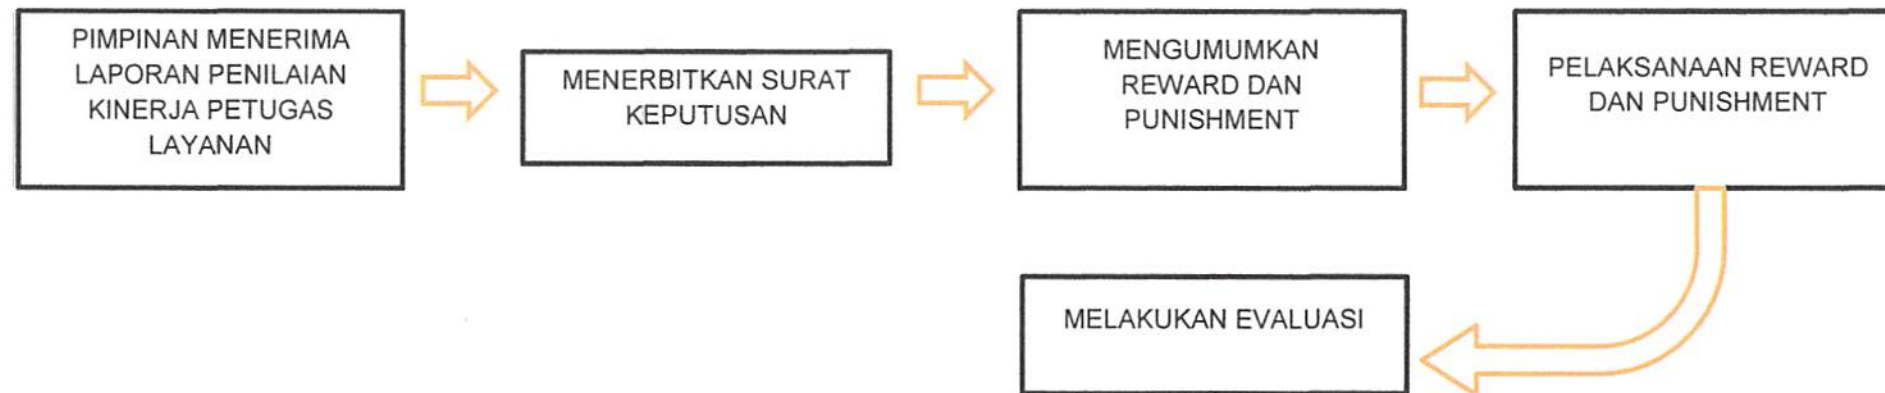 PIMPINAN MENERIMA
LAPORAN PENILAIAN
KINERJA PETUGAS
LAYANAN
MENERBITKAN SURAT
KEPUTUSAN
MENGUMUMKAN
REWARD DAN
PUNISHMENT
PELAKSANAAN REWARD
DAN PUNISHMENT
MELAKUKAN EVALUASI